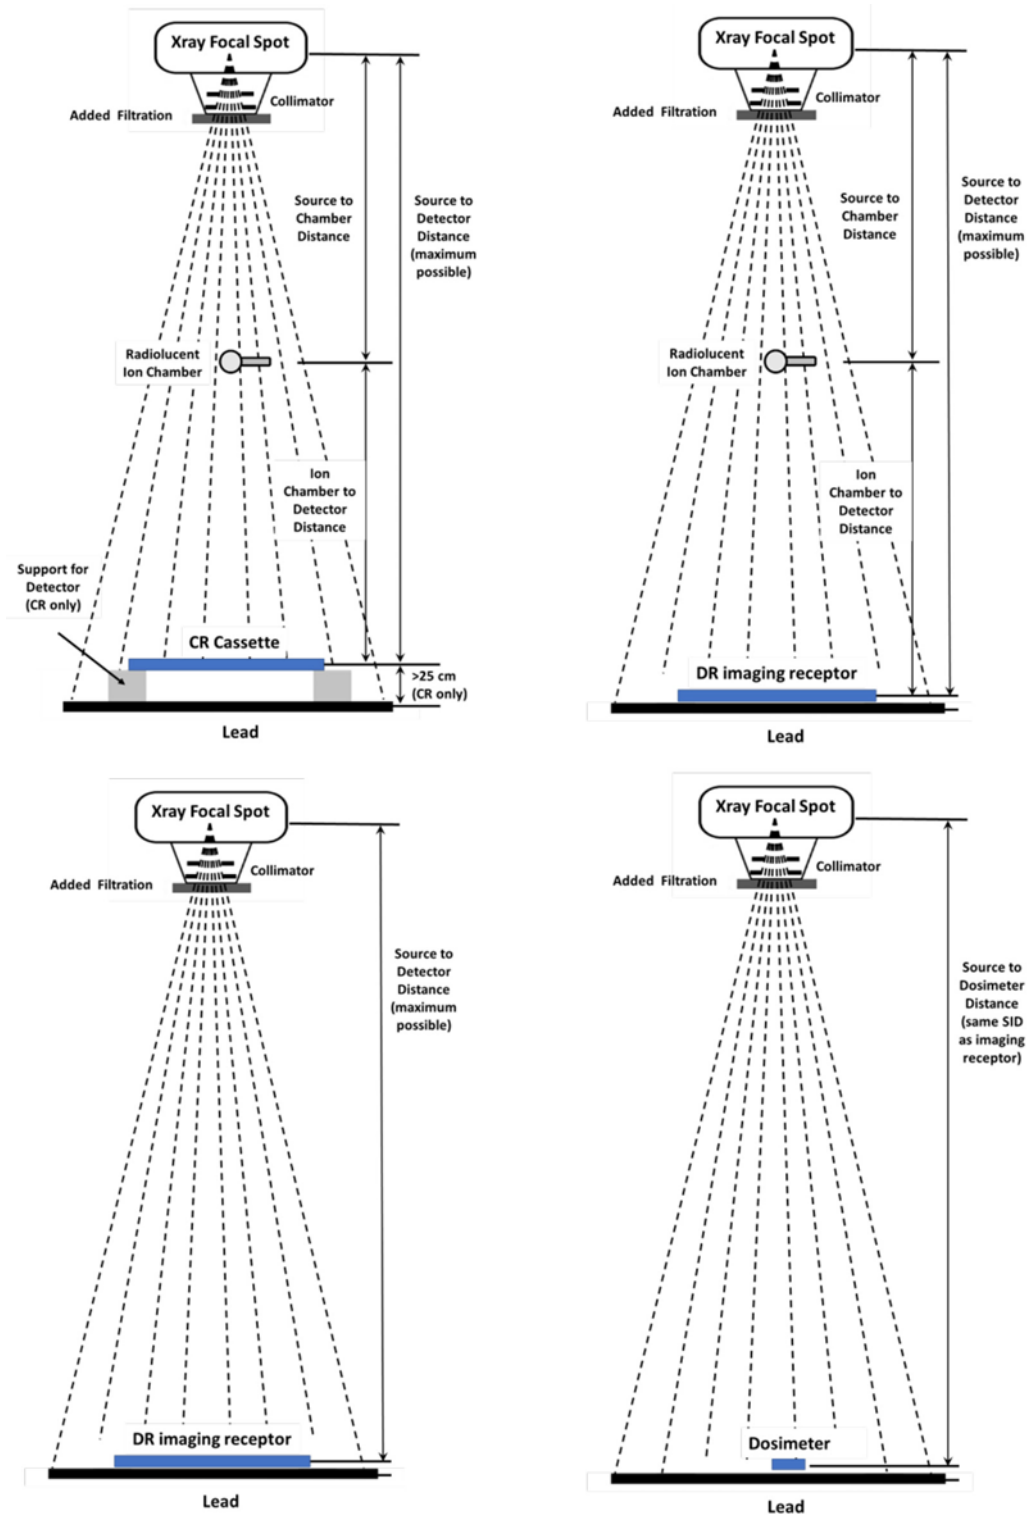 Xray Focal Spot
Collimator
Added Filtration
Source to
Chamber
Distance
Source to
Detector
Distance
(maximum
possible)
Radiolucent
Ion Chamber
Ion
Chamber to
Detector
Distance
Support for
Detector
(CR only)
CR Cassette
>25 cm
(CR only)
Lead
Xray Focal Spot
Collimator
Added Filtration
Source to
Chamber
Distance
Source to
Detector
Distance
(maximum
possible)
Radiolucent
Ion Chamber
Ion
Chamber to
Detector
Distance
DR imaging receptor
Lead
Xray Focal Spot
Collimator
Added Filtration
Source to
Detector
Distance
(maximum
possible)
DR imaging receptor
Lead
Xray Focal Spot
Collimator
Added Filtration
Source to
Dosimeter
Distance
(same SID
as imaging
receptor)
Dosimeter
Lead